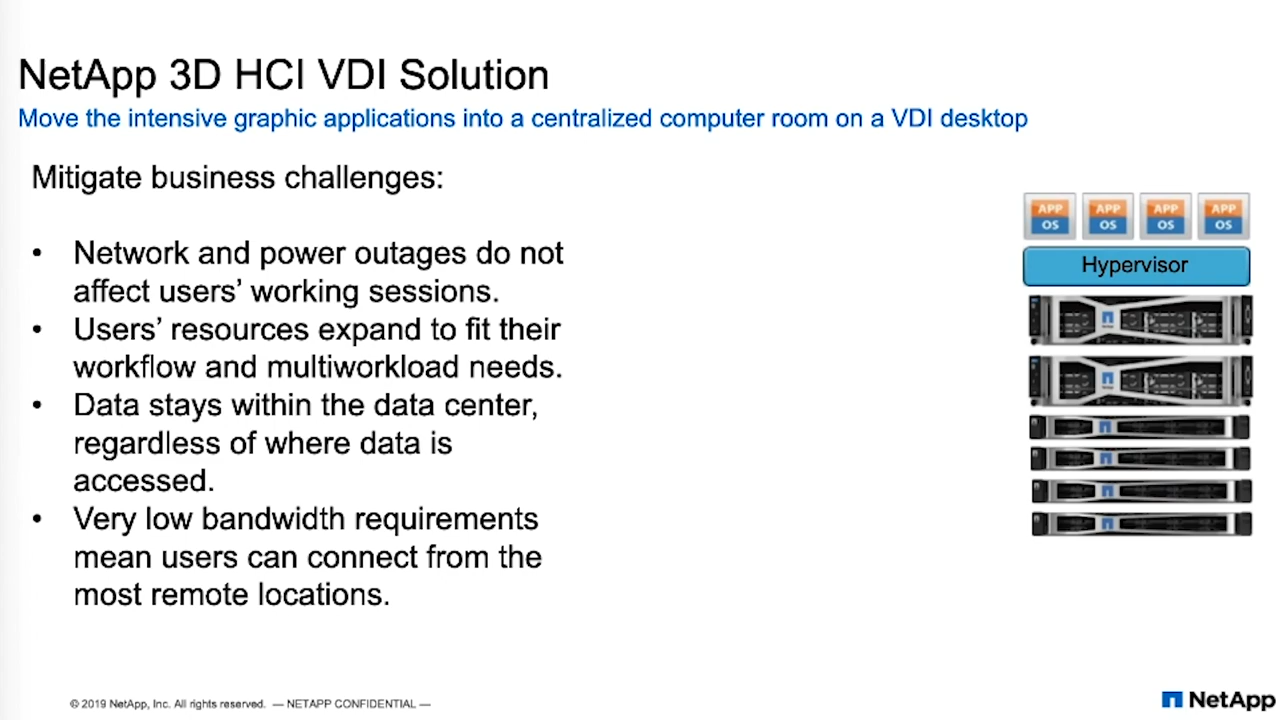 NetApp 3D HCI VDI Solution
Move the intensive graphic applications into a centralized computer room on a VDI desktop
Mitigate business challenges:
• Network and power outages do not
affect users’ working sessions.
• Users’ resources expand to fit their
workflow and multiworkload needs.
• Data stays within the data center,
regardless of where data is
accessed.
• Very low bandwidth requirements
mean users can connect from the
most remote locations.
APP APP APP APP
OS OS OS OS
Hypervisor
© 2019 NetApp, Inc. All rights reserved. — NETAPP CONFIDENTIAL —
NetApp